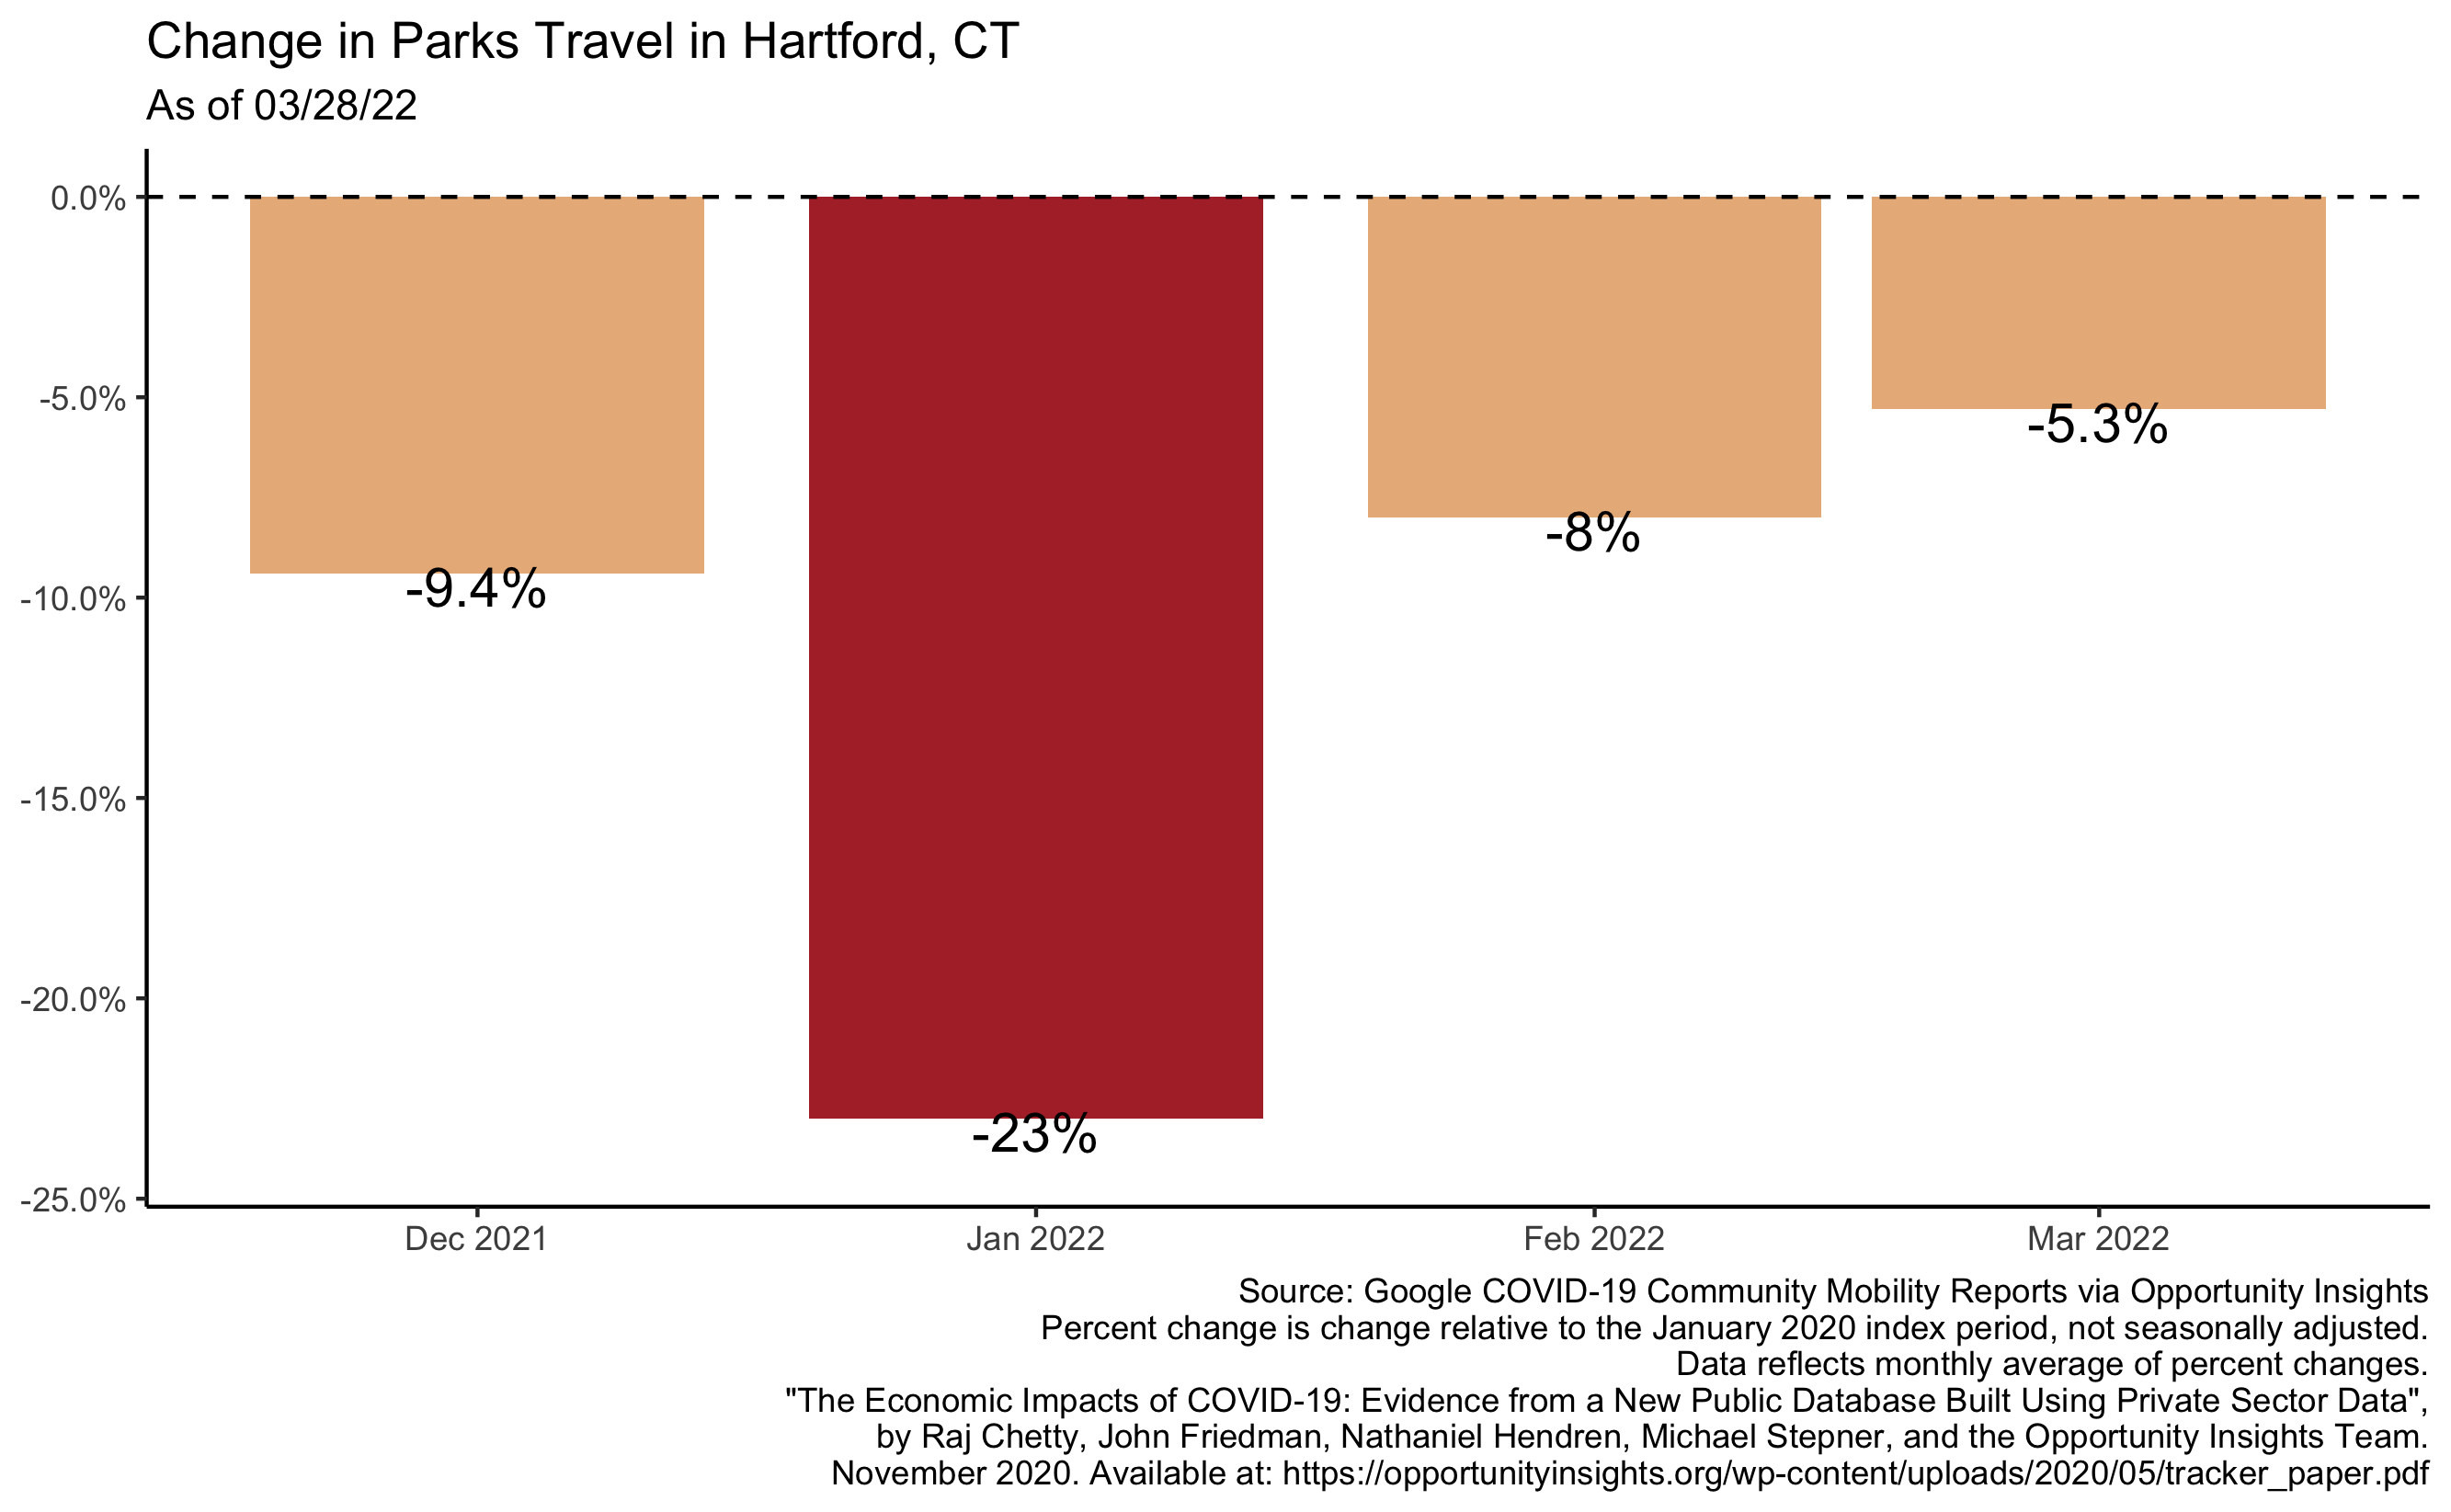 Change in Parks Travel in Hartford, CT
As of 03/28/22
0.0%
-5.0%
-10.0%
-15.0%
-20.0%
-25.0%
-9.4%
-23%
-8%
-5.3%
Dec 2021
Jan 2022
Feb 2022
Mar 2022
Source: Google COVID-19 Community Mobility Reports via Opportunity Insights
Percent change is change relative to the January 2020 index period, not seasonally adjusted.
Data reflects monthly average of percent changes.
"The Economic Impacts of COVID-19: Evidence from a New Public Database Built Using Private Sector Data",
by Raj Chetty, John Friedman, Nathaniel Hendren, Michael Stepner, and the Opportunity Insights Team.
November 2020. Available at: https://opportunityinsights.org/wp-content/uploads/2020/05/tracker_paper.pdf